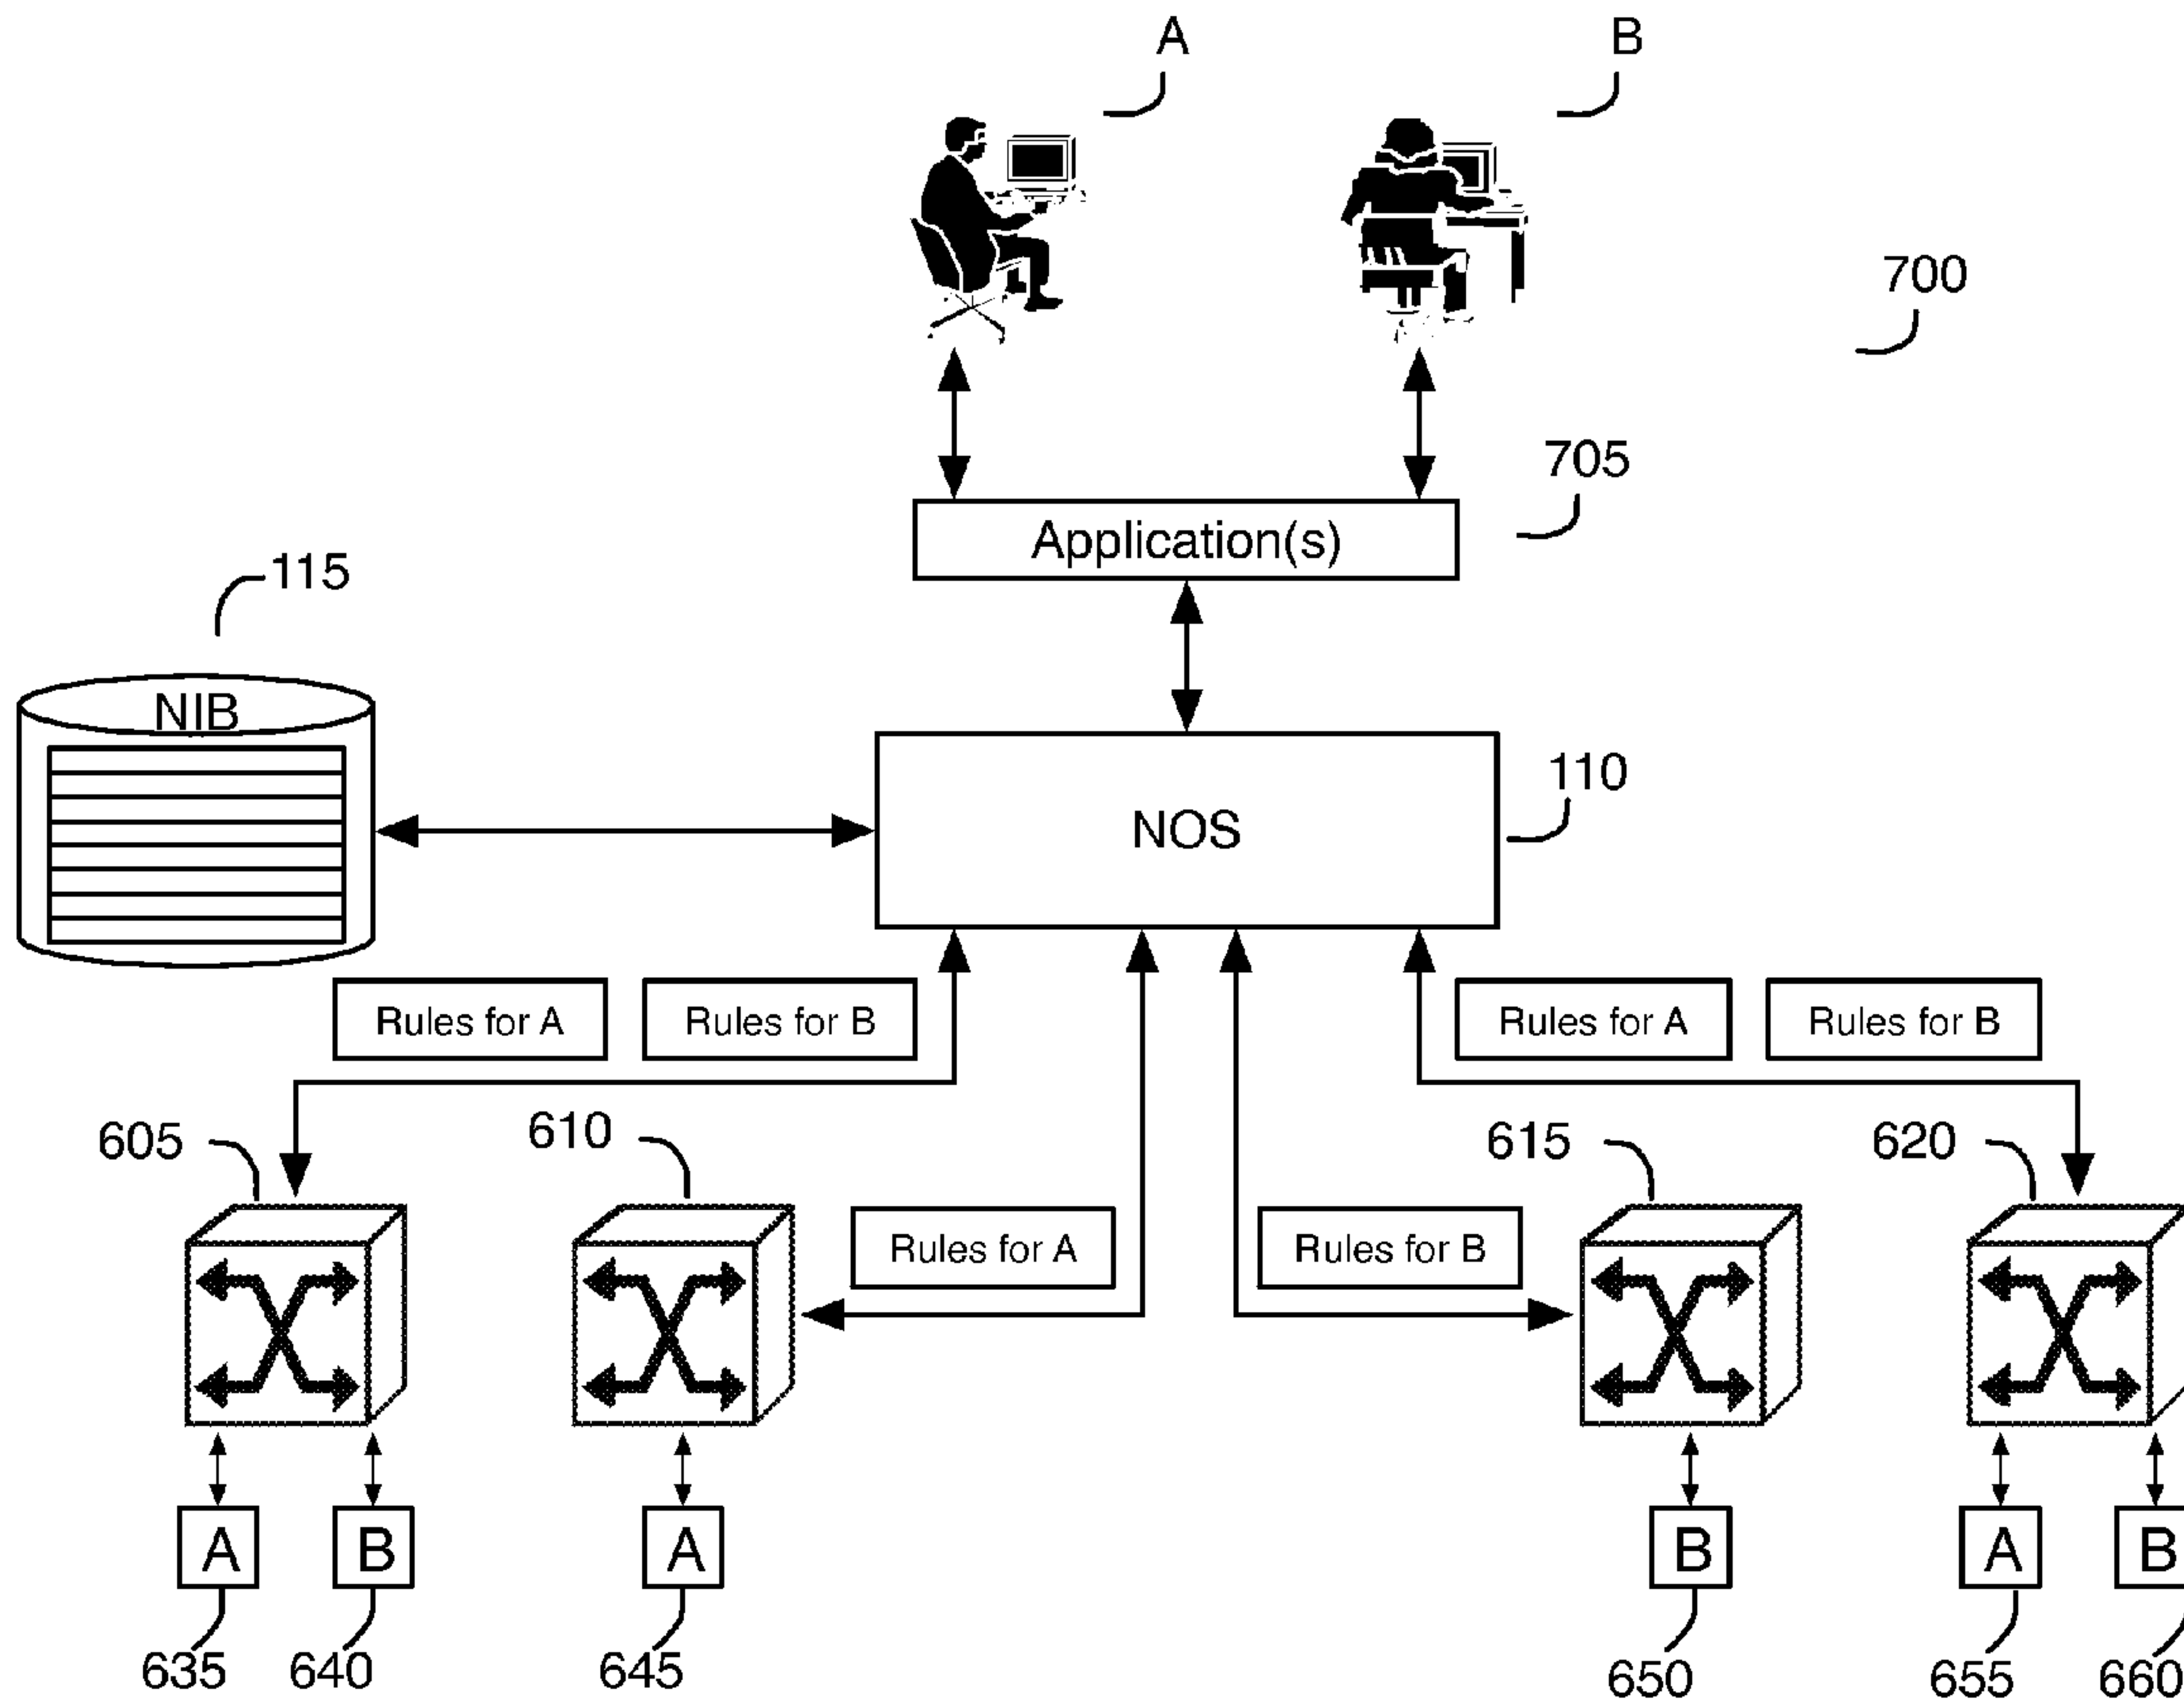 A
B
700
705
Application(s)
115
NIB
110
NOS
Rules for A
Rules for B
Rules for A
Rules for B
605
610
615
620
Rules for A
Rules for B
A
B
A
B
A
B
635
640
645
650
655
660